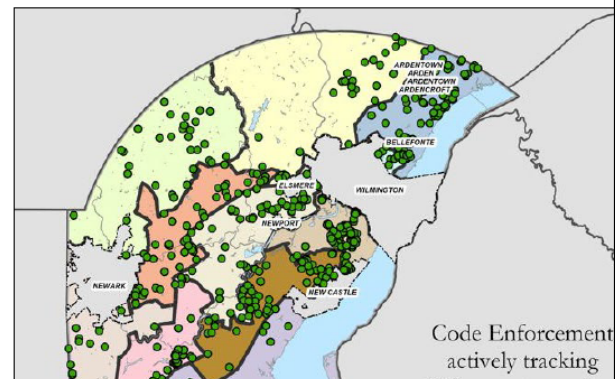 ARDENTOWN
ARDEN
ARDENTOWN
ARDENCROFT
BELLEFONTE
ELSMERE
WILMINGTON
NEWPORT
NEWARK
NEW CASTLE
Code Enforcement
actively tracking